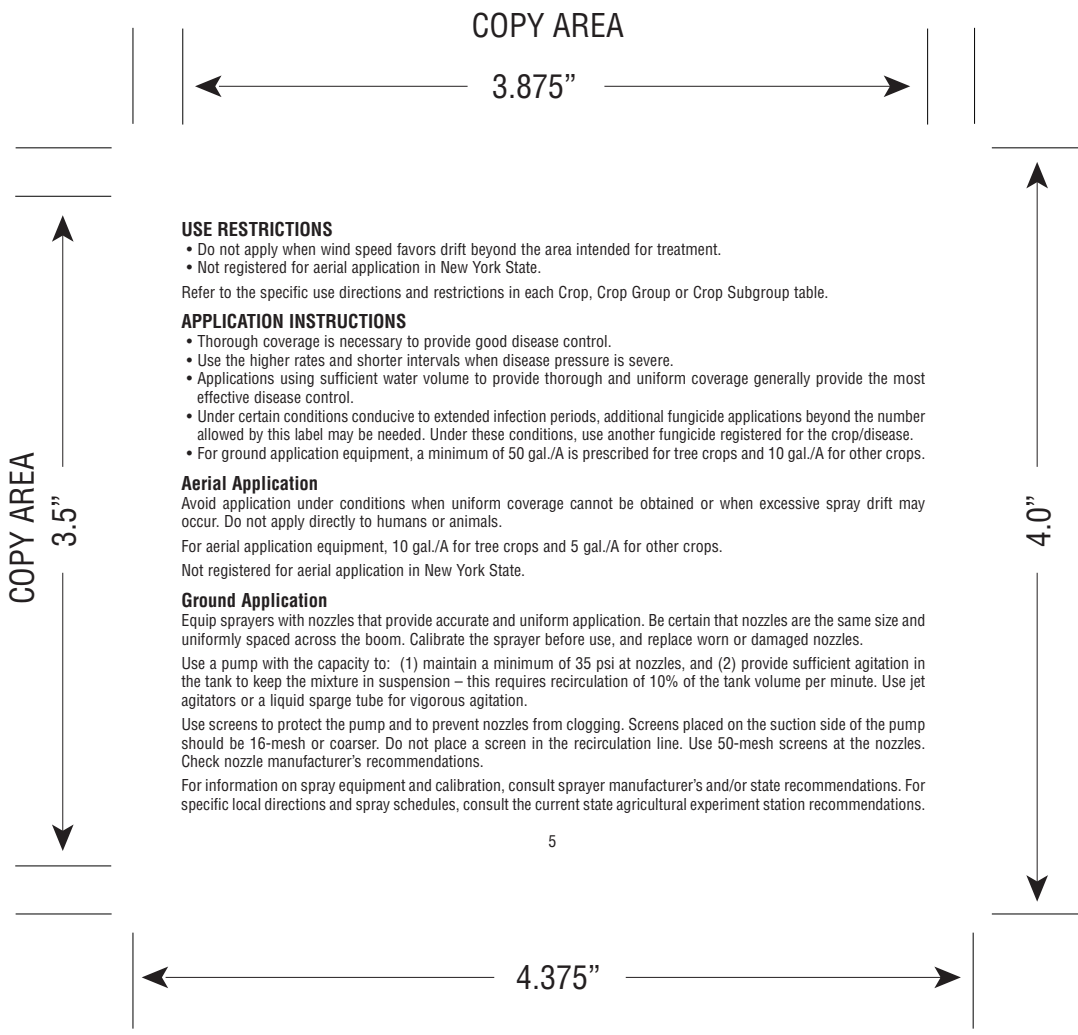 COPY AREA
3.875”
COPY AREA
3.5”
4.0”
USE RESTRICTIONS
• Do not apply when wind speed favors drift beyond the area intended for treatment.
• Not registered for aerial application in New York State.
Refer to the specific use directions and restrictions in each Crop, Crop Group or Crop Subgroup table.
APPLICATION INSTRUCTIONS
• Thorough coverage is necessary to provide good disease control.
• Use the higher rates and shorter intervals when disease pressure is severe.
• Applications using sufficient water volume to provide thorough and uniform coverage generally provide the most
effective disease control.
• Under certain conditions conducive to extended infection periods, additional fungicide applications beyond the number
allowed by this label may be needed. Under these conditions, use another fungicide registered for the crop/disease.
• For ground application equipment, a minimum of 50 gal./A is prescribed for tree crops and 10 gal./A for other crops.
Aerial Application
Avoid application under conditions when uniform coverage cannot be obtained or when excessive spray drift may
occur. Do not apply directly to humans or animals.
For aerial application equipment, 10 gal./A for tree crops and 5 gal./A for other crops.
Not registered for aerial application in New York State.
Ground Application
Equip sprayers with nozzles that provide accurate and uniform application. Be certain that nozzles are the same size and
uniformly spaced across the boom. Calibrate the sprayer before use, and replace worn or damaged nozzles.
Use a pump with the capacity to: (1) maintain a minimum of 35 psi at nozzles, and (2) provide sufficient agitation in
the tank to keep the mixture in suspension – this requires recirculation of 10% of the tank volume per minute. Use jet
agitators or a liquid sparge tube for vigorous agitation.
Use screens to protect the pump and to prevent nozzles from clogging. Screens placed on the suction side of the pump
should be 16-mesh or coarser. Do not place a screen in the recirculation line. Use 50-mesh screens at the nozzles.
Check nozzle manufacturer’s recommendations.
For information on spray equipment and calibration, consult sprayer manufacturer’s and/or state recommendations. For
specific local directions and spray schedules, consult the current state agricultural experiment station recommendations.
5
4.375”